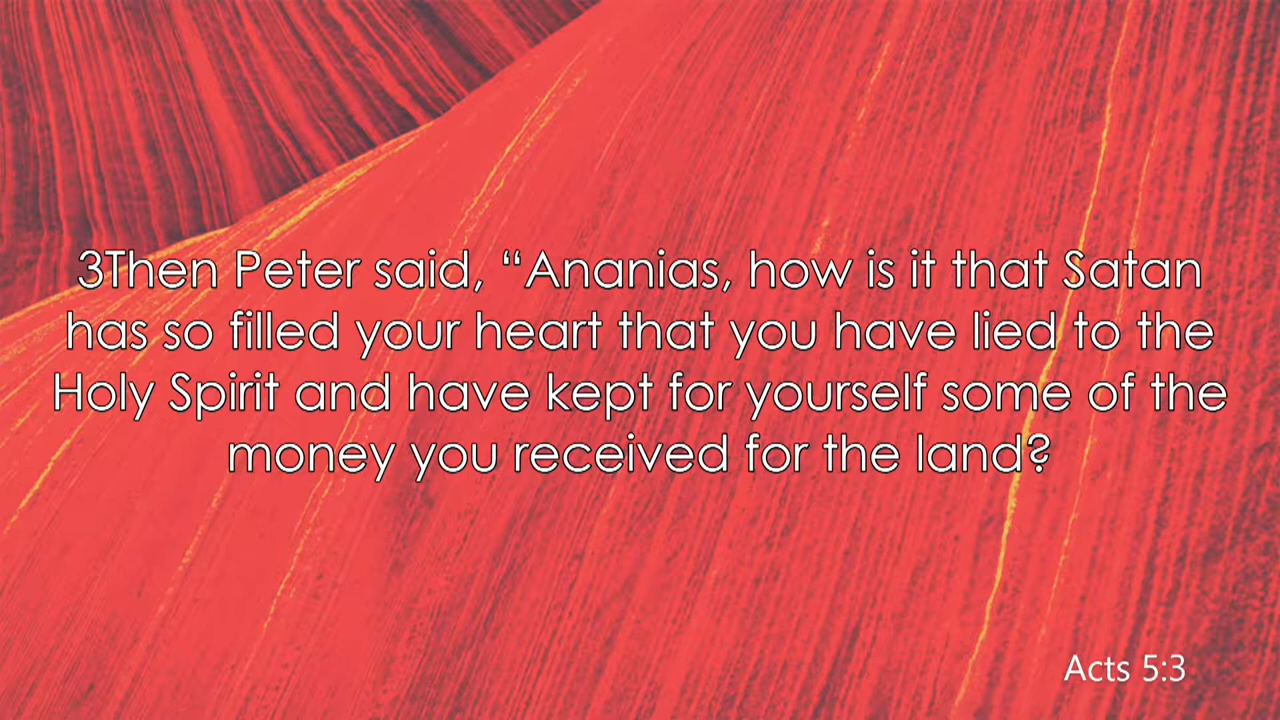 3Then Peter said, “Ananias, how is it that Satan
has so filled your heart that you have lied to the
Holy Spirit and have kept for yourself some of the
money you received for the land?
Acts 5:3